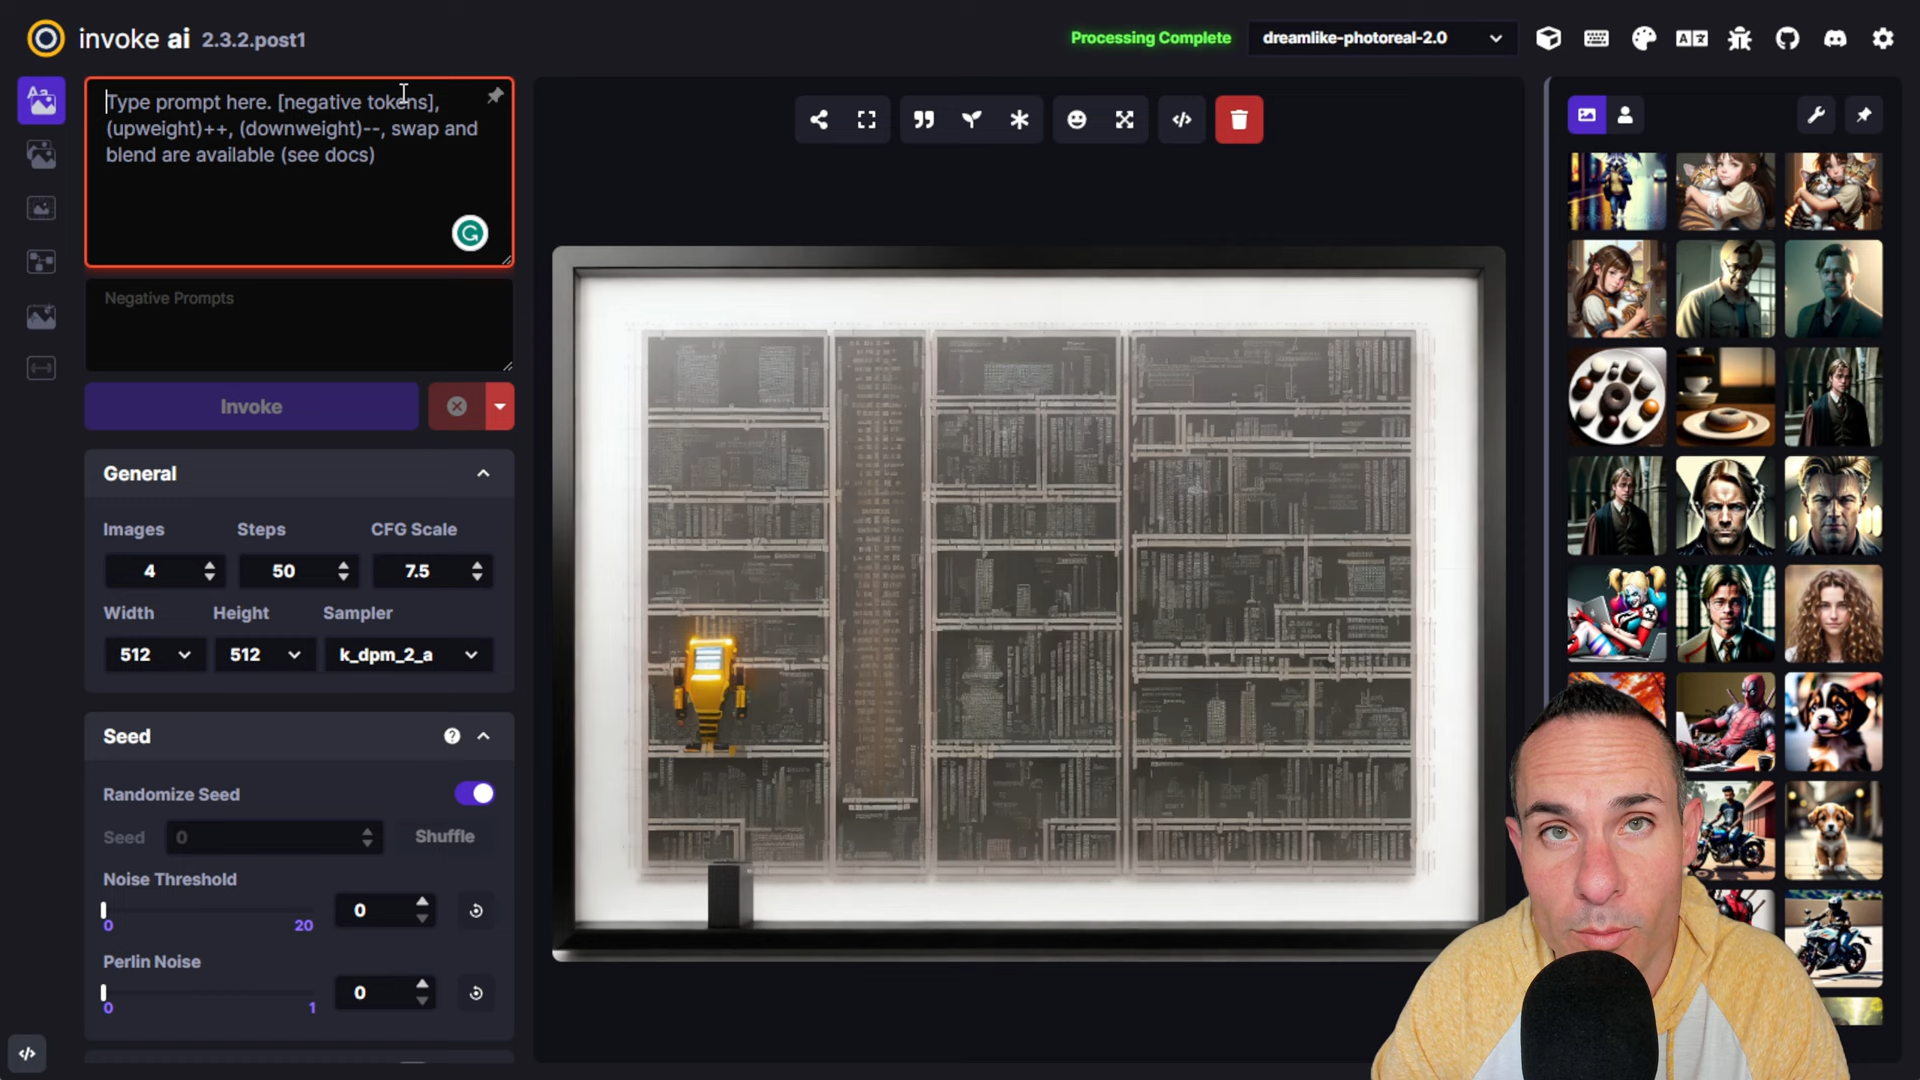 invoke ai 2.3.2.post1
Processing Complete
dreamlike-photoreal-2.0
Type prompt here. [negative tokens],
(upweight)++, (downweight)--, swap and
blend are available (see docs)
Negative Prompts
Invoke
General
Images Steps CFG Scale
4 50 7.5
Width Height Sampler
512 512 k_dpm_2_a
Seed
Randomize Seed
Seed 0 Shuffle
Noise Threshold
0
0 20
Perlin Noise
0
0 1